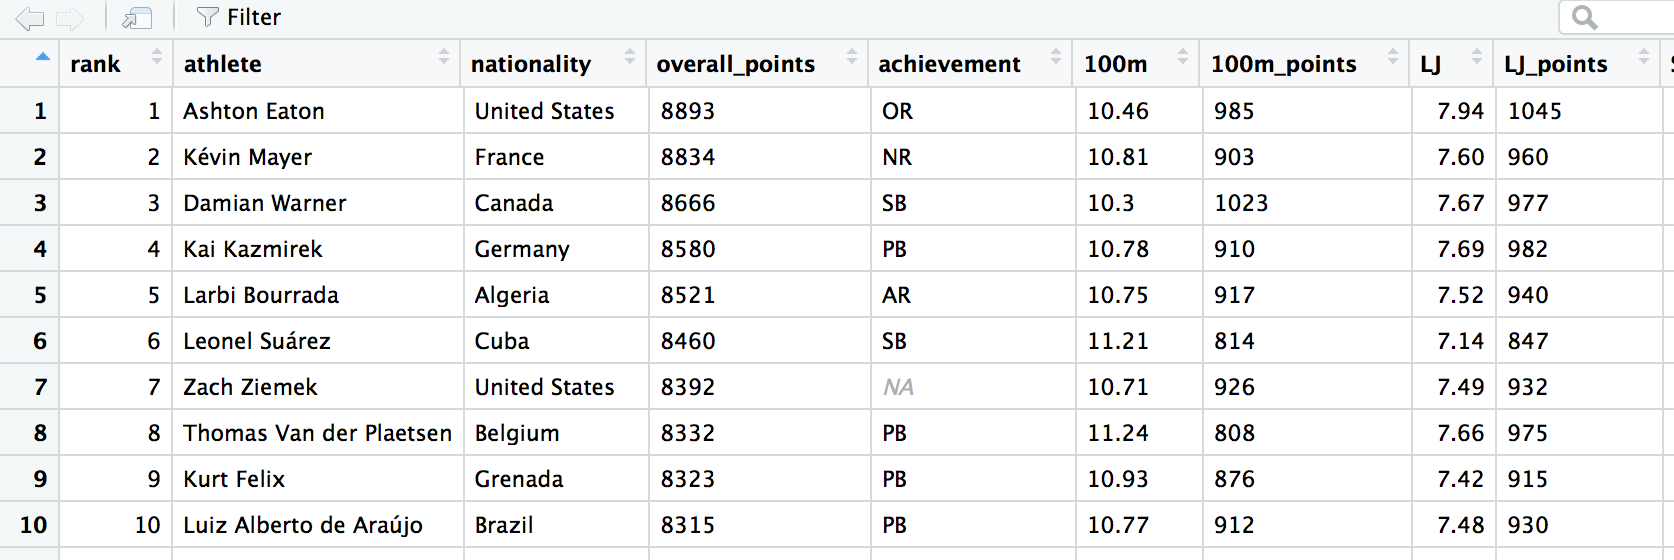 Filter
rank athlete nationality overall_points achievement 100m 100m_points LJ LJ_points
1 1 Ashton Eaton United States 8893 OR 10.46 985 7.94 1045
2 2 Kévin Mayer France 8834 NR 10.81 903 7.60 960
3 3 Damian Warner Canada 8666 SB 10.3 1023 7.67 977
4 4 Kai Kazmirek Germany 8580 PB 10.78 910 7.69 982
5 5 Larbi Bourrada Algeria 8521 AR 10.75 917 7.52 940
6 6 Leonel Suárez Cuba 8460 SB 11.21 814 7.14 847
7 7 Zach Ziemek United States 8392 NA 10.71 926 7.49 932
8 8 Thomas Van der Plaetsen Belgium 8332 PB 11.24 808 7.66 975
9 9 Kurt Felix Grenada 8323 PB 10.93 876 7.42 915
10 10 Luiz Alberto de Araújo Brazil 8315 PB 10.77 912 7.48 930